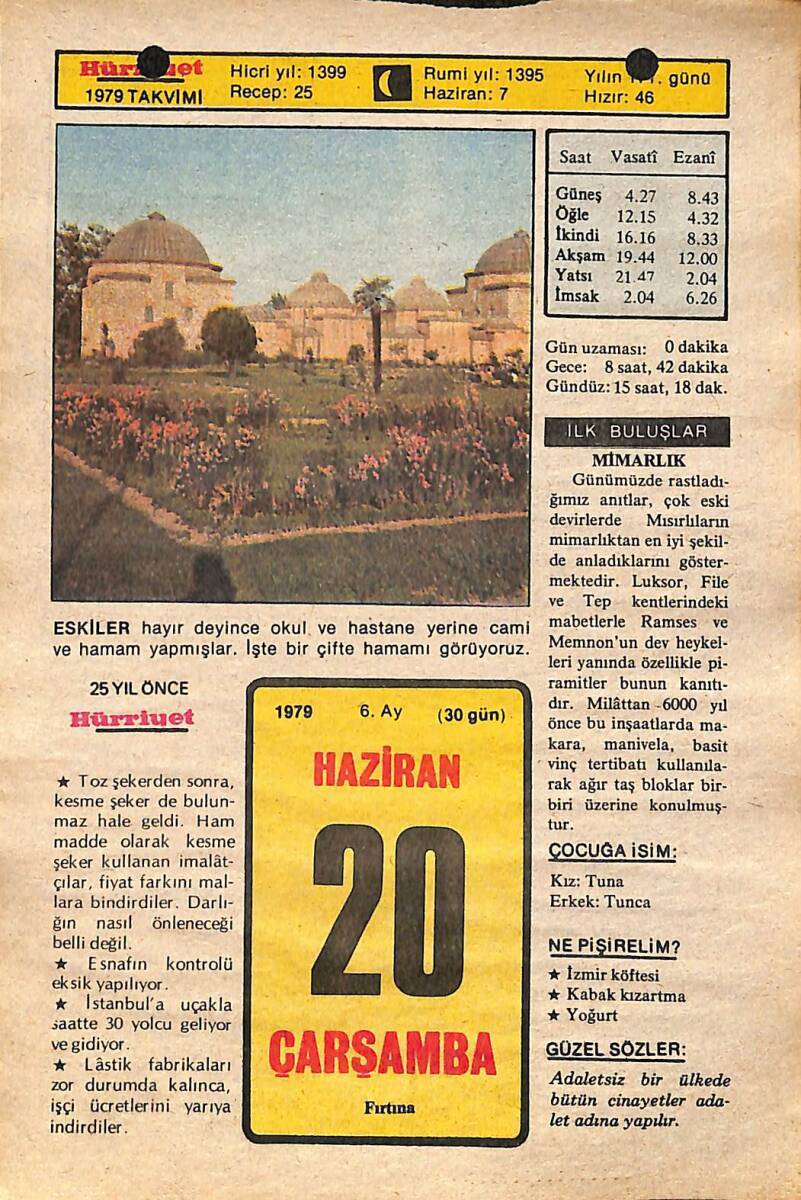 Hürriyet
1979 TAKVİMİ
Hicri yıl: 1399
Recep: 25
Rumi yıl: 1395
Haziran: 7
Yılın günü
Hızır: 46
Saat Vasatî Ezanî
Güneş 4.27 8.43
Öğle 12.15 4.32
İkindi 16.16 8.33
Akşam 19.44 12.00
Yatsı 21.47 2.04
İmsak 2.04 6.26
Gün uzaması: 0 dakika
Gece: 8 saat, 42 dakika
Gündüz: 15 saat, 18 dak.
İLK BULUŞLAR
MİMARLIK
Günümüzde rastladı-
ğımız anıtlar, çok eski
devirlerde Mısırlıların
mimarlıktan en iyi şekil-
de anladıklarını göster-
mektedir. Luksor, File
ve Tep kentlerindeki
mabetlerle Ramses ve
Memnon'un dev heykel-
leri yanında özellikle pi-
ramitler bunun kanıtı-
dır. Milâttan -6000 yıl
önce bu inşaatlarda ma-
kara, manivela, basit
vinç tertibatı kullanıla-
rak ağır taş bloklar bir-
biri üzerine konulmuş-
tur.
ÇOCUĞA İSİM:
Kız: Tuna
Erkek: Tunca
NE PİŞİRELİM?
★ İzmir köftesi
★ Kabak kızartma
★ Yoğurt
GÜZEL SÖZLER:
Adaletsiz bir ülkede
bütün cinayetler ada-
let adına yapılır.
ESKİLER hayır deyince okul ve hastane yerine cami
ve hamam yapmışlar. İşte bir çifte hamamı görüyoruz.
25 YIL ÖNCE
Hürriyet
★ Toz şekerden sonra,
kesme şeker de bulun-
maz hale geldi. Ham
madde olarak kesme
şeker kullanan imalât-
çılar, fiyat farkını mal-
lara bindirdiler. Darlı-
ğın nasıl önleneceği
belli değil.
★ Esnafın kontrolü
eksik yapılıyor.
★ İstanbul'a uçakla
saatte 30 yolcu geliyor
ve gidiyor.
★ Lâstik fabrikaları
zor durumda kalınca,
işçi ücretlerini yarıya
indirdiler.
1979 6. Ay (30 gün)
HAZİRAN
20
ÇARŞAMBA
Fırtına